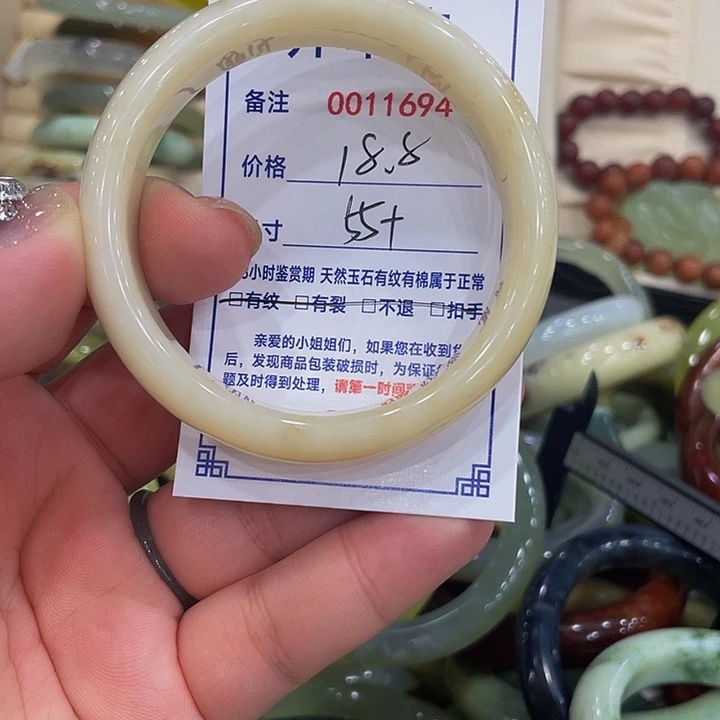 备注 0011694
价格 18.8
寸 55+
小时鉴赏期 天然玉石有纹有棉属于正常
□有纹 □有裂 □不退 □扣手
亲爱的小姐姐们，如果您在收到货
后，发现商品包装破损时，为保证
题及时得到处理，请第一时间